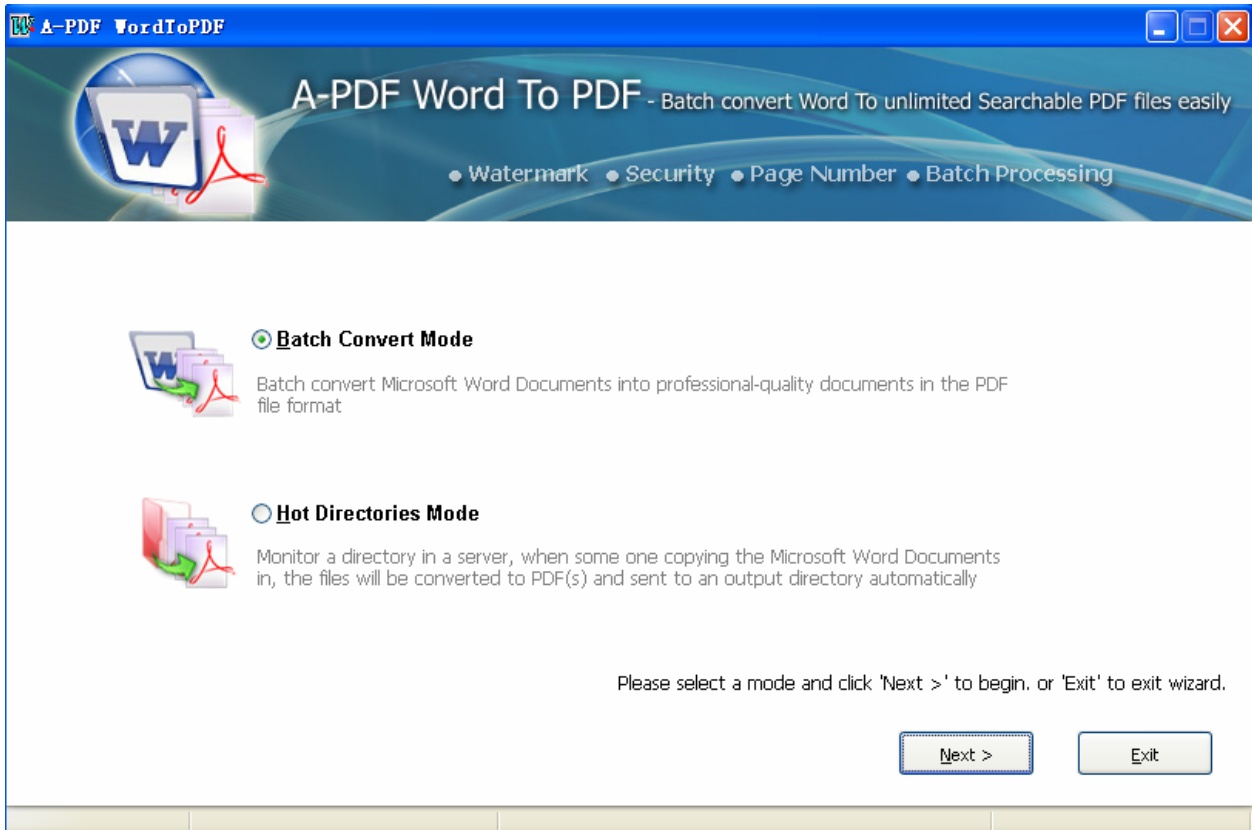 A-PDF WordToPDF
A-PDF Word To PDF - Batch convert Word To unlimited Searchable PDF files easily
● Watermark ● Security ● Page Number ● Batch Processing
Batch Convert Mode
Batch convert Microsoft Word Documents into professional-quality documents in the PDF
file format
Hot Directories Mode
Monitor a directory in a server, when some one copying the Microsoft Word Documents
in, the files will be converted to PDF(s) and sent to an output directory automatically
Please select a mode and click 'Next >' to begin. or 'Exit' to exit wizard.
Next >
Exit